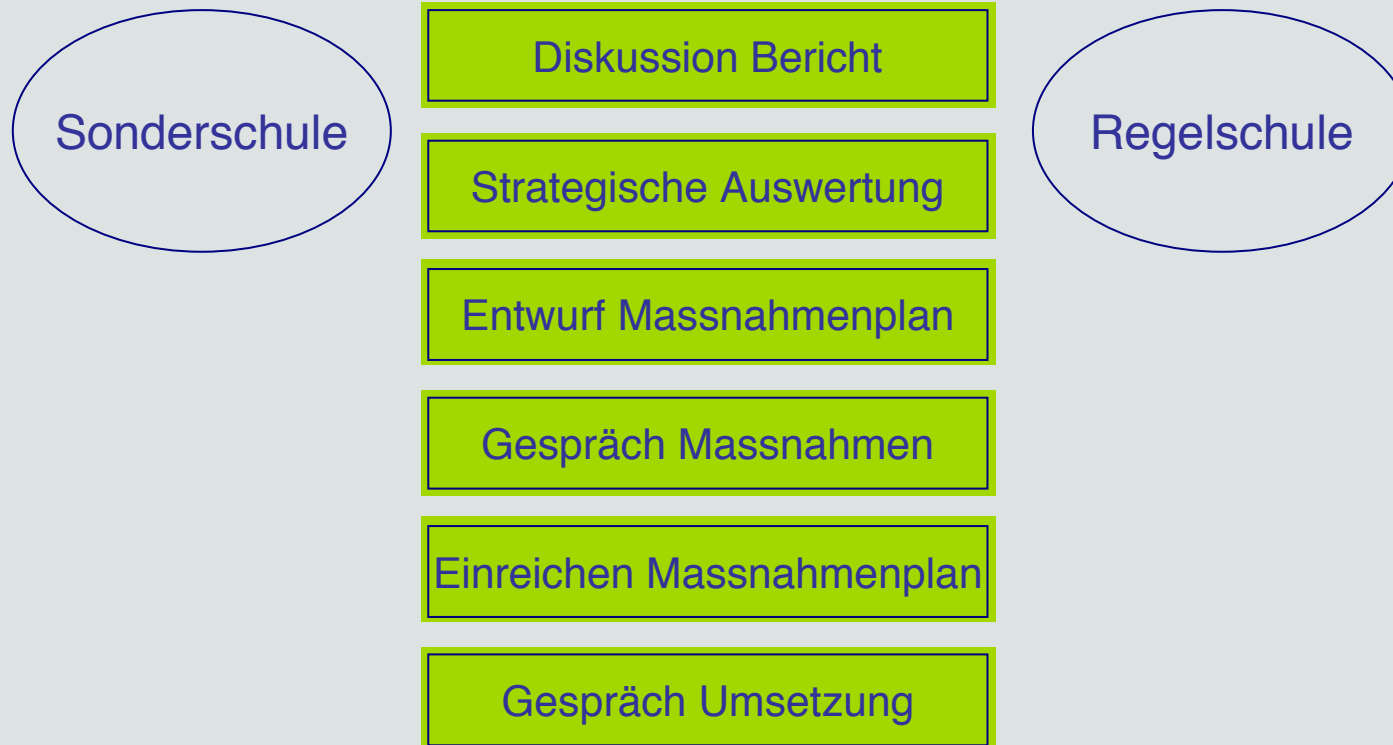 Sonderschule
Diskussion Bericht
Strategische Auswertung
Entwurf Massnahmenplan
Gespräch Massnahmen
Einreichen Massnahmenplan
Gespräch Umsetzung
Regelschule